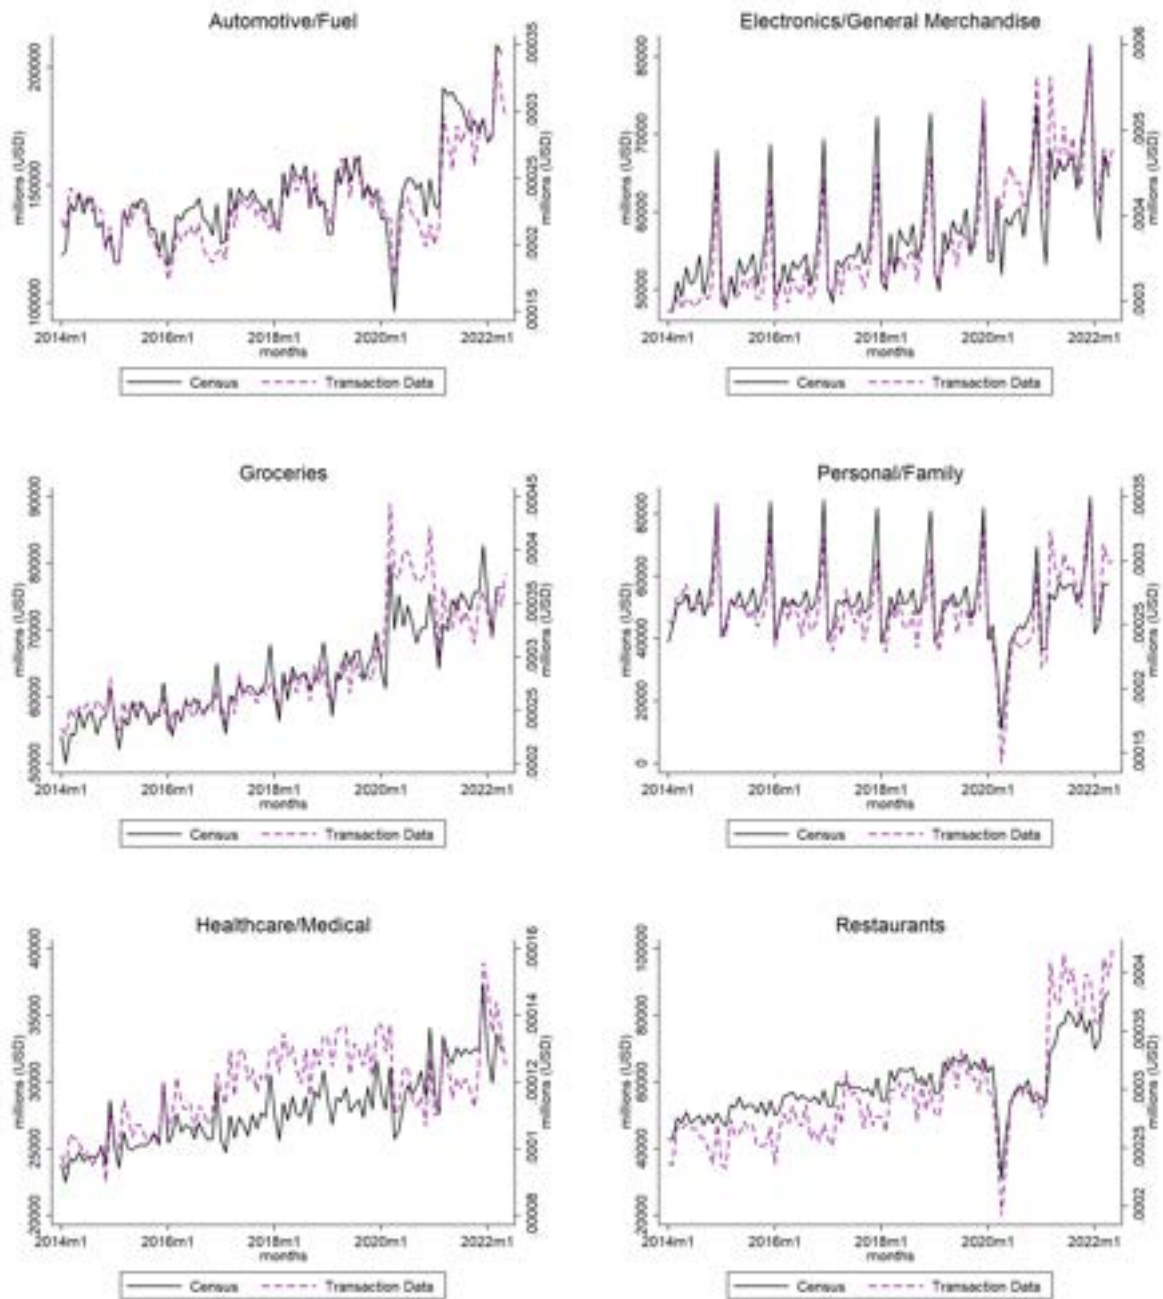 Automotive/Fuel
millions (USD)
100000 150000 200000
.00015 .0002 .00025 .0003 .00035
millions (USD)
2014m1 2016m1 2018m1 2020m1 2022m1
months
Census Transaction Data
Electronics/General Merchandise
millions (USD)
50000 60000 70000 80000
.0003 .0004 .0005 .0006
millions (USD)
2014m1 2016m1 2018m1 2020m1 2022m1
months
Census Transaction Data
Groceries
millions (USD)
50000 60000 70000 80000 90000
.0002 .00025 .0003 .00035 .0004 .00045
millions (USD)
2014m1 2016m1 2018m1 2020m1 2022m1
months
Census Transaction Data
Personal/Family
millions (USD)
0 20000 40000 60000 80000
.00015 .0002 .00025 .0003 .00035
millions (USD)
2014m1 2016m1 2018m1 2020m1 2022m1
months
Census Transaction Data
Healthcare/Medical
millions (USD)
20000 25000 30000 35000 40000
.00008 .0001 .00012 .00014 .00016
millions (USD)
2014m1 2016m1 2018m1 2020m1 2022m1
months
Census Transaction Data
Restaurants
millions (USD)
20000 40000 60000 80000 100000
.0002 .00025 .0003 .00035 .0004
millions (USD)
2014m1 2016m1 2018m1 2020m1 2022m1
months
Census Transaction Data